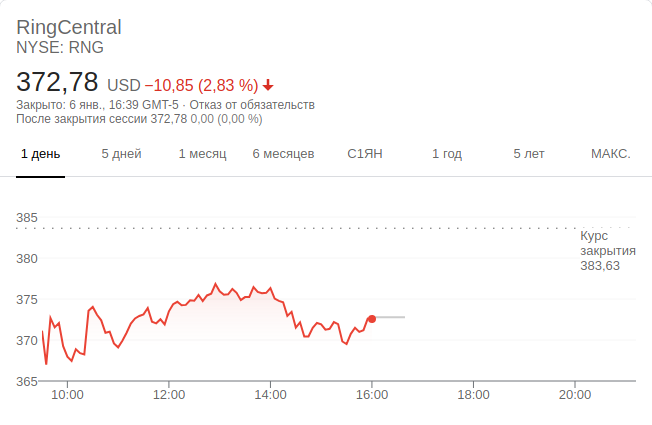 RingCentral
NYSE: RNG
372,78 USD −10,85 (2,83 %)
Закрыто: 6 янв., 16:39 GMT-5 · Отказ от обязательств
После закрытия сессии 372,78 0,00 (0,00 %)
1 день 5 дней 1 месяц 6 месяцев С1ЯН 1 год 5 лет МАКС.
385
Курс
закрытия
383,63
380
375
370
365
10:00 12:00 14:00 16:00 18:00 20:00